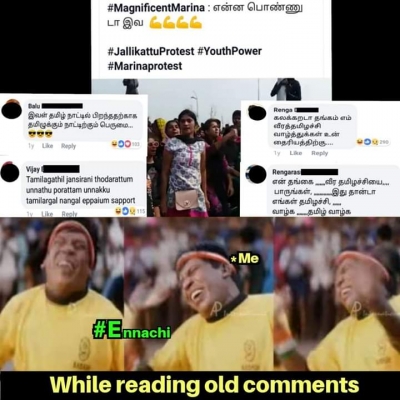 #MagnificentMarina : என்ன பொண்ணு
டா இவ 💪💪💪💪
#JallikattuProtest #YouthPower
#Marinaprotest
Balu
இவள் தமிழ் நாட்டில் பிறந்ததற்காக
தமிழுக்கும் நாட்டிற்கும் பெருமை...
😎😎😎
1y Like Reply
Vijay
Tamilagathil jansirani thodarattum
unnathu porattam unnakku
tamilargal nangal eppaium sapport
1y Like Reply 115
Renga
கலக்கறடா தங்கம் எம்
வீரத்தமிழச்சி
வாழ்த்துக்கள் உன்
தைரியத்திற்கு....
1y Like Reply
Rengaras
என் தங்கை ,,,,,வீர தமிழச்சியை,,,,
பாருங்கள், ,,,,,,,,,,இது தான்டா
எங்கள் தமிழச்சி, ,,,,
வாழ்க ,,,,,,தமிழ் வாழ்க
*Me
#Ennachi
While reading old comments